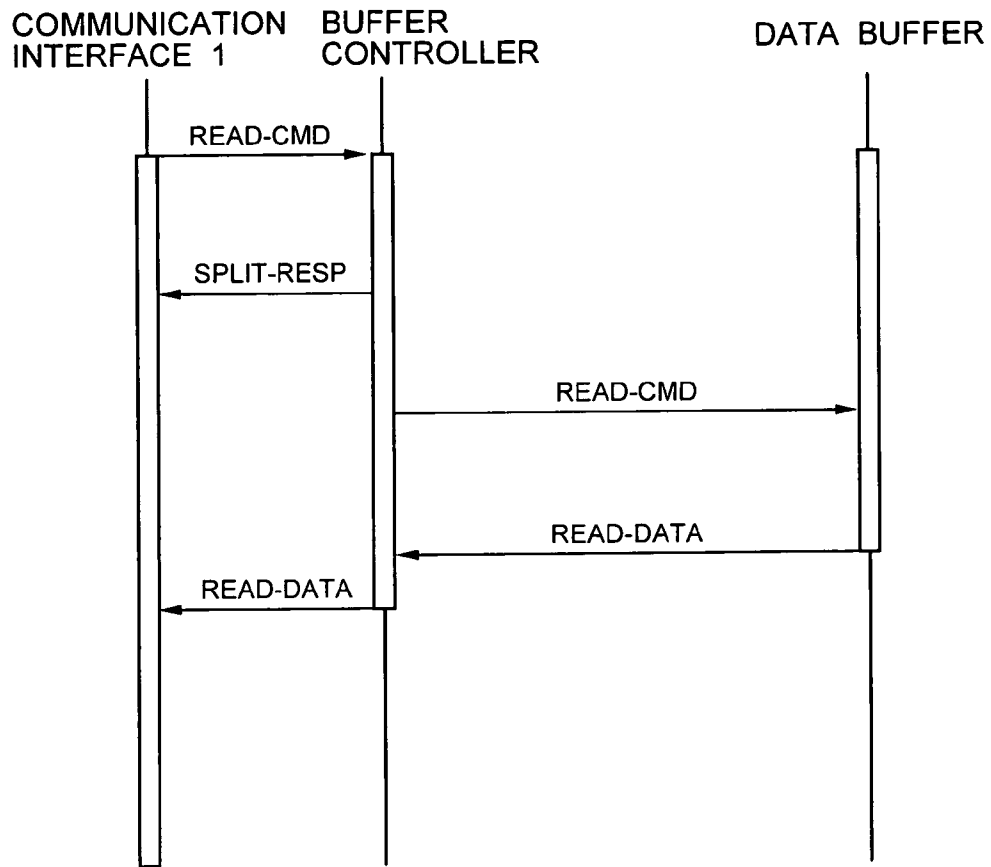 COMMUNICATION
INTERFACE 1
BUFFER
CONTROLLER
DATA BUFFER
READ-CMD
SPLIT-RESP
READ-CMD
READ-DATA
READ-DATA